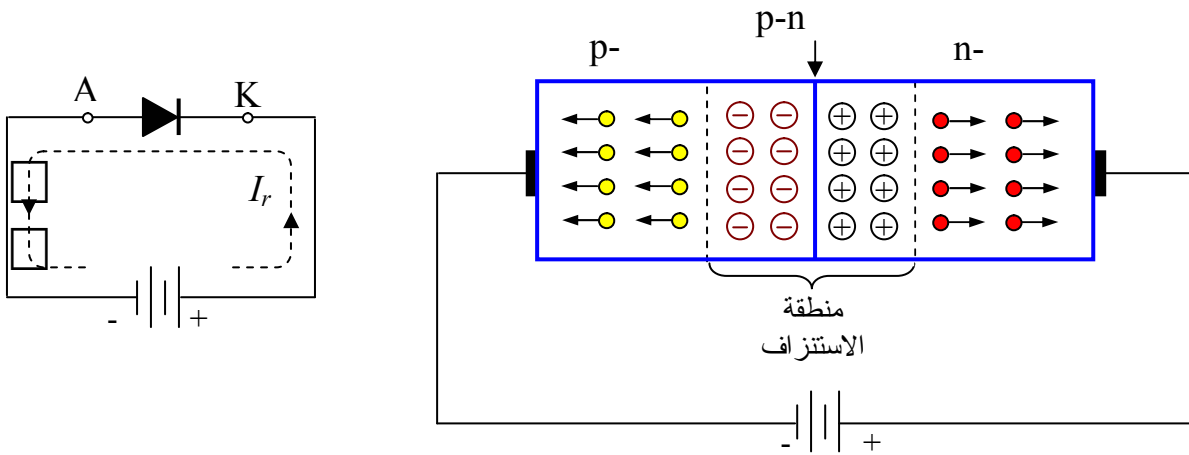 A
K
I_r
- +
p-n
p-
n-
منطقة
الاستنزاف
- +